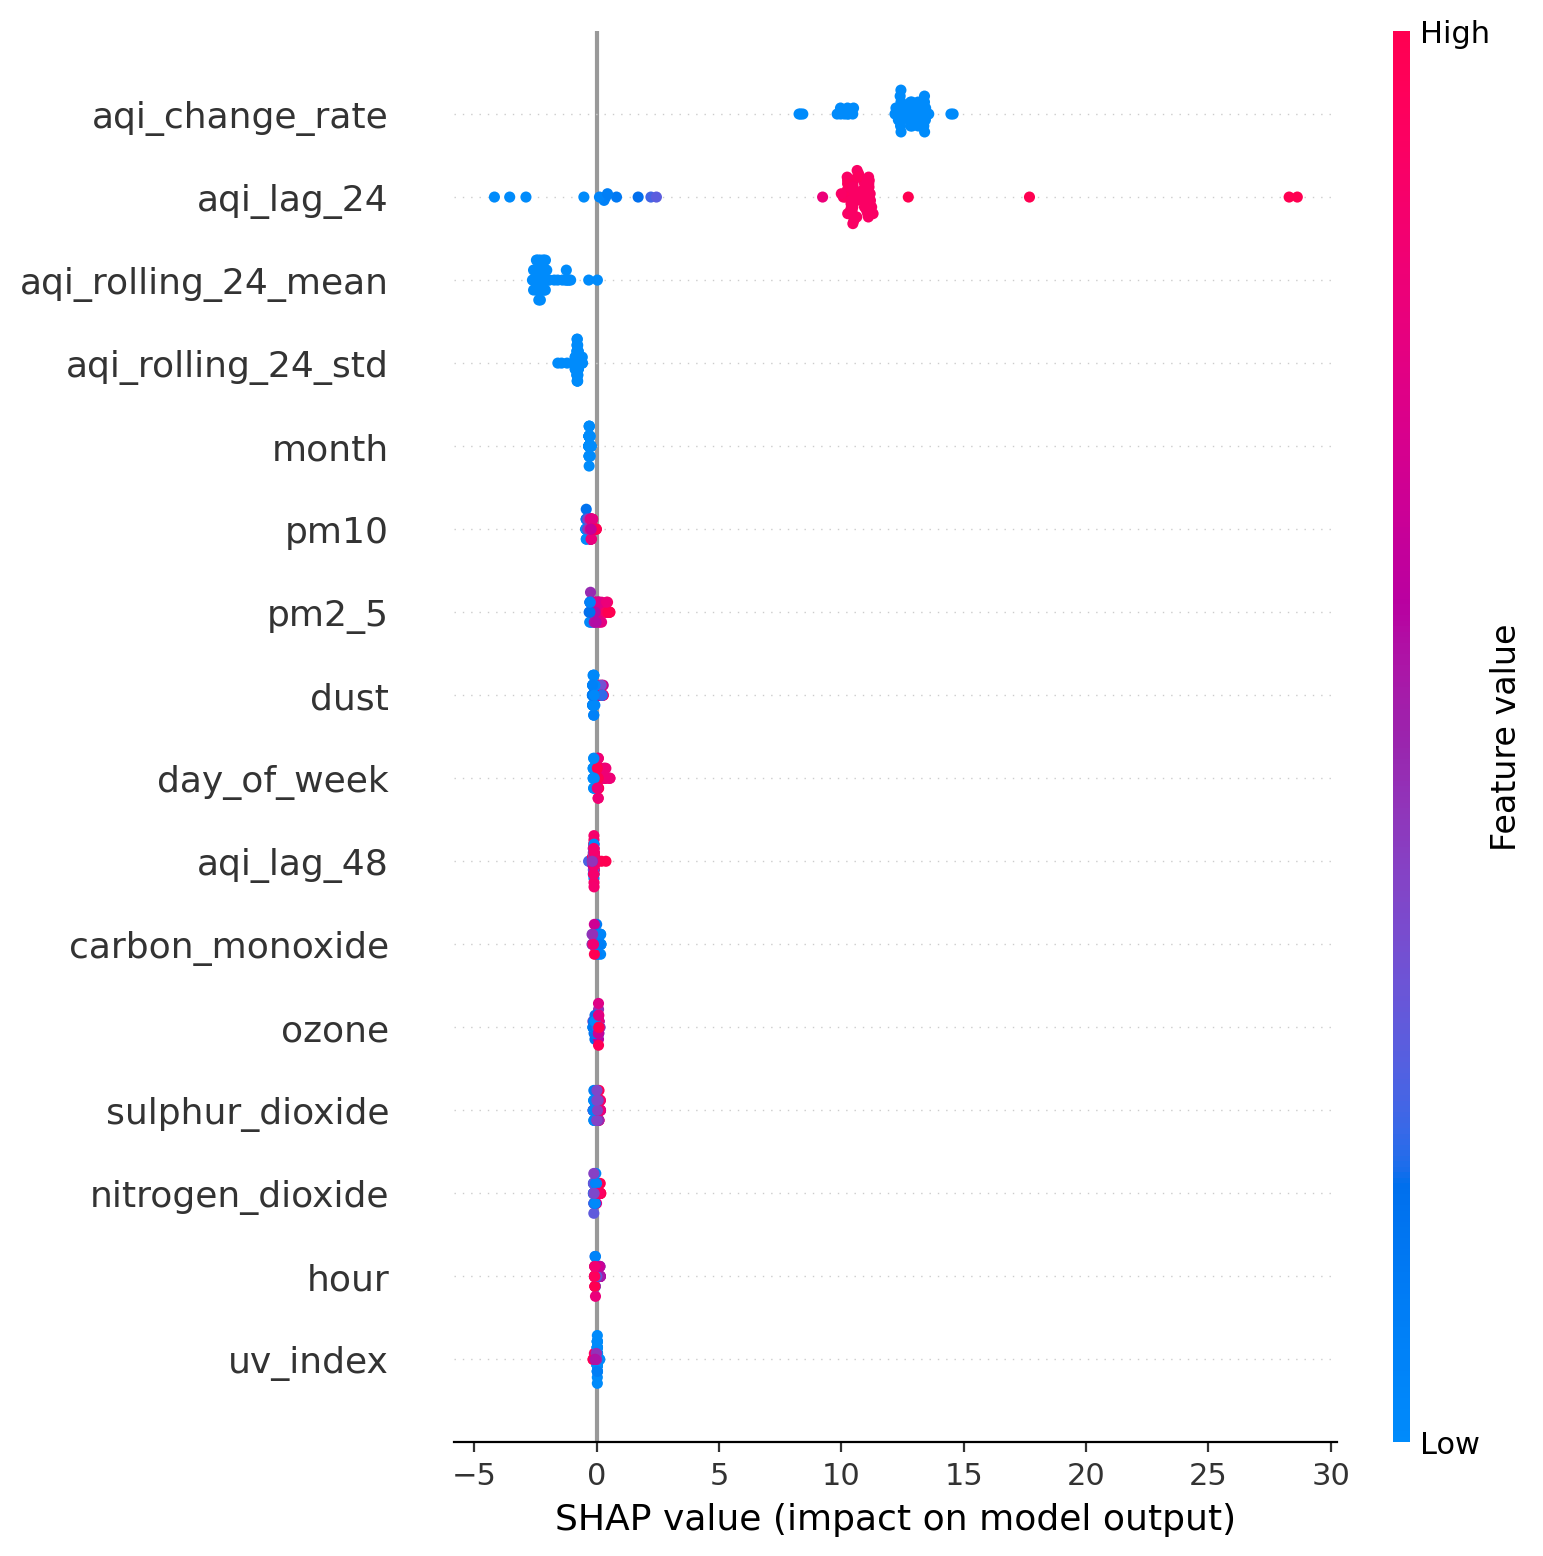 High
aqi_change_rate
aqi_lag_24
aqi_rolling_24_mean
aqi_rolling_24_std
month
pm10
pm2_5
dust
day_of_week
aqi_lag_48
carbon_monoxide
ozone
sulphur_dioxide
nitrogen_dioxide
hour
uv_index
Feature value
Low
−5 0 5 10 15 20 25 30
SHAP value (impact on model output)